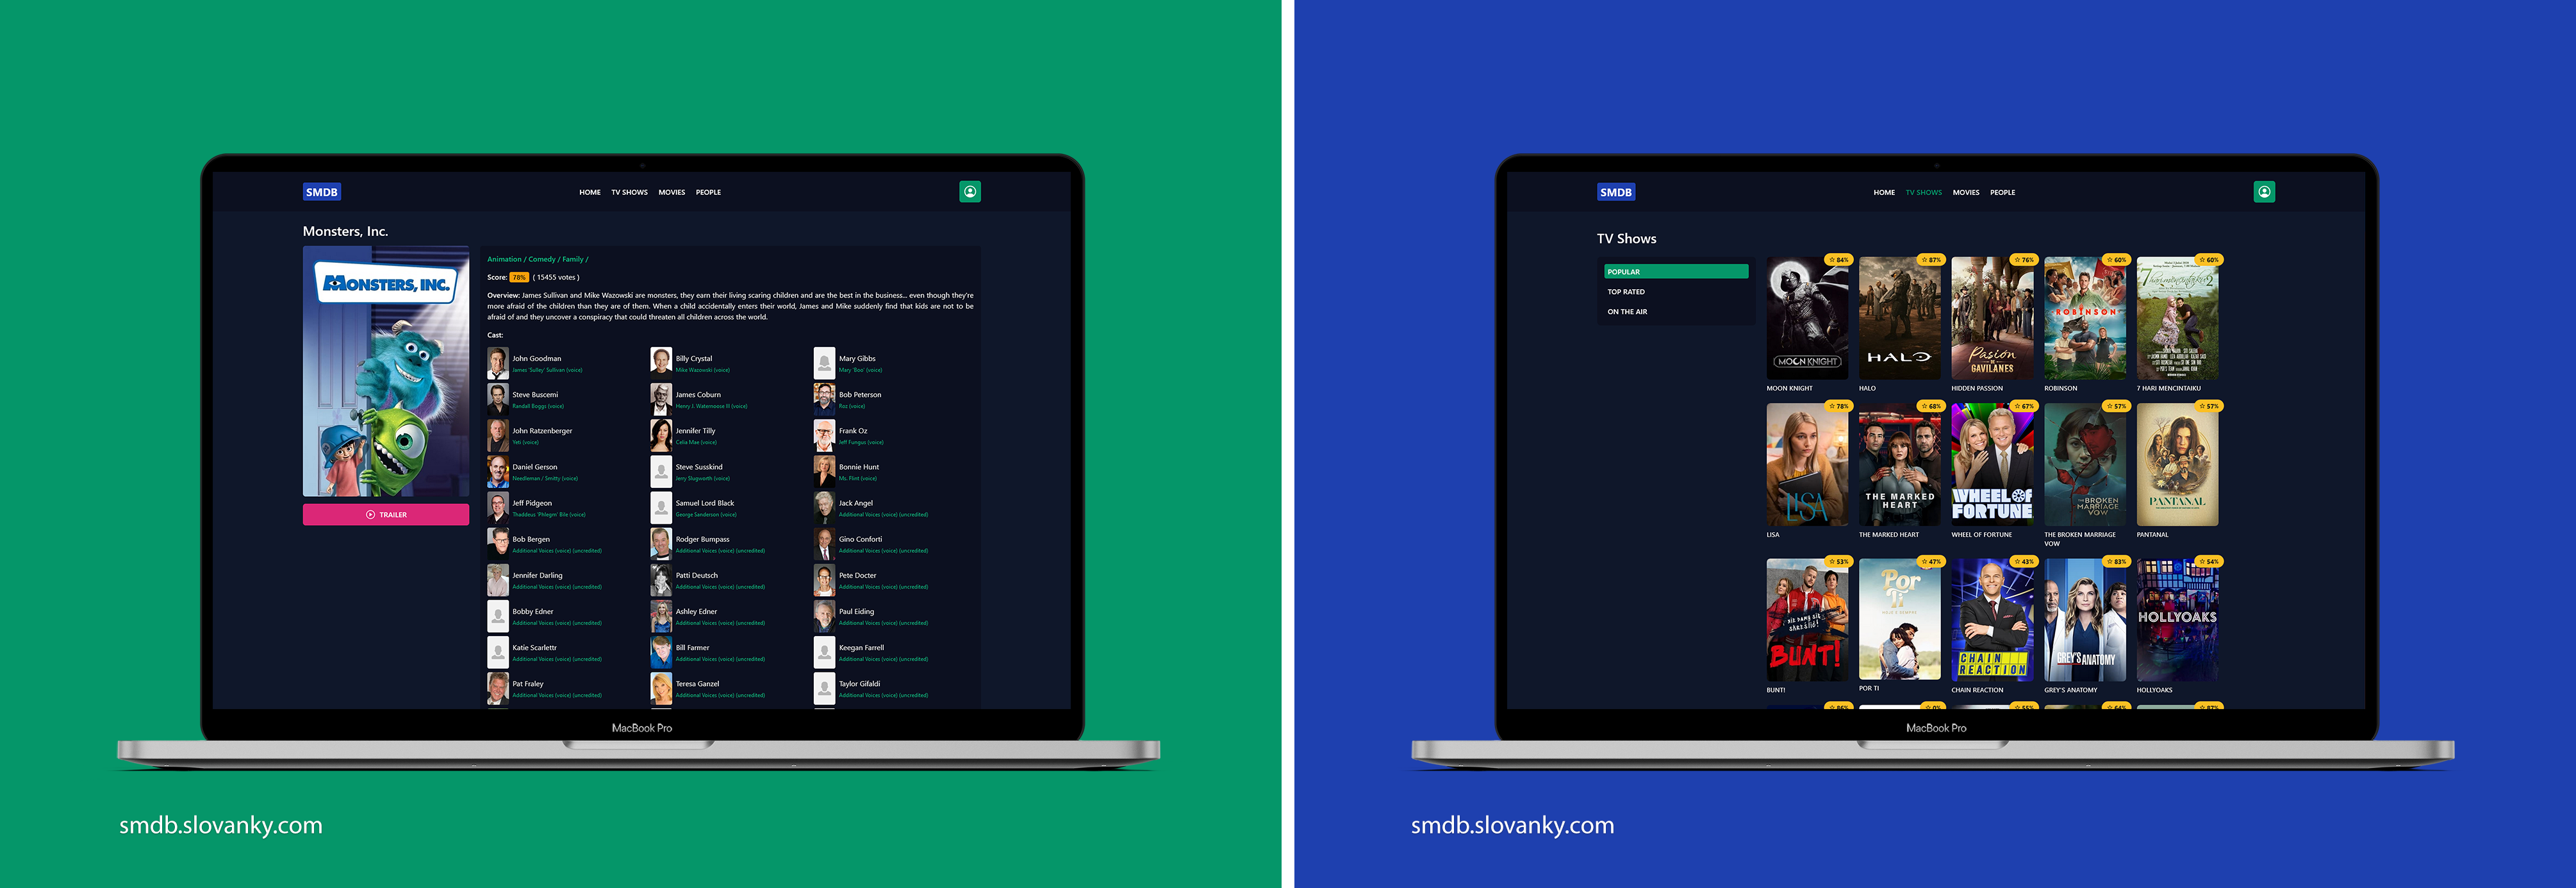 SMDB
HOME TV SHOWS MOVIES PEOPLE
Monsters, Inc.
MONSTERS, INC.
TRAILER
Animation / Comedy / Family /
Score: 78% ( 15455 votes )
Overview: James Sullivan and Mike Wazowski are monsters, they earn their living scaring children and are the best in the business... even though they're
more afraid of the children than they are of them. When a child accidentally enters their world, James and Mike suddenly find that kids are not to be
afraid of and they uncover a conspiracy that could threaten all children across the world.
Cast:
John Goodman
James 'Sulley' Sullivan (voice)
Billy Crystal
Mike Wazowski (voice)
Mary Gibbs
Mary 'Boo' (voice)
Steve Buscemi
Randall Boggs (voice)
James Coburn
Henry J. Waternoose III (voice)
Bob Peterson
Roz (voice)
John Ratzenberger
Yeti (voice)
Jennifer Tilly
Celia Mae (voice)
Frank Oz
Jeff Fungus (voice)
Daniel Gerson
Needleman / Smitty (voice)
Steve Susskind
Jerry Slugworth (voice)
Bonnie Hunt
Ms. Flint (voice)
Jeff Pidgeon
Thaddeus 'Phlegm' Bile (voice)
Samuel Lord Black
George Sanderson (voice)
Jack Angel
Additional Voices (voice) (uncredited)
Bob Bergen
Additional Voices (voice) (uncredited)
Rodger Bumpass
Additional Voices (voice) (uncredited)
Gino Conforti
Additional Voices (voice) (uncredited)
Jennifer Darling
Additional Voices (voice) (uncredited)
Patti Deutsch
Additional Voices (voice) (uncredited)
Pete Docter
Additional Voices (voice) (uncredited)
Bobby Edner
Additional Voices (voice) (uncredited)
Ashley Edner
Additional Voices (voice) (uncredited)
Paul Eiding
Additional Voices (voice) (uncredited)
Katie Scarlettr
Additional Voices (voice) (uncredited)
Bill Farmer
Additional Voices (voice) (uncredited)
Keegan Farrell
Additional Voices (voice) (uncredited)
Pat Fraley
Additional Voices (voice) (uncredited)
Teresa Ganzel
Additional Voices (voice) (uncredited)
Taylor Gifaldi
Additional Voices (voice) (uncredited)
MacBook Pro
smdb.slovanky.com
SMDB
HOME TV SHOWS MOVIES PEOPLE
TV Shows
POPULAR
TOP RATED
ON THE AIR
84%
87%
76%
60%
60%
MOON KNIGHT
HALO
Pasión
DE
GAVILANES
ROBINSON
7 hari mencintaiku 2
MOON KNIGHT
HALO
HIDDEN PASSION
ROBINSON
7 HARI MENCINTAIKU
78%
68%
67%
57%
57%
LISA
THE MARKED
HEART
WHEEL OF
FORTUNE
THE BROKEN
MARRIAGE
VOW
PANTANAL
LISA
THE MARKED HEART
WHEEL OF FORTUNE
THE BROKEN MARRIAGE
VOW
PANTANAL
53%
47%
43%
83%
54%
BUNT!
Por
Ti
CHAIN
REACTION
GREY'S ANATOMY
HOLLYOAKS
BUNT!
POR TI
CHAIN REACTION
GREY'S ANATOMY
HOLLYOAKS
86%
0%
55%
64%
87%
MacBook Pro
smdb.slovanky.com